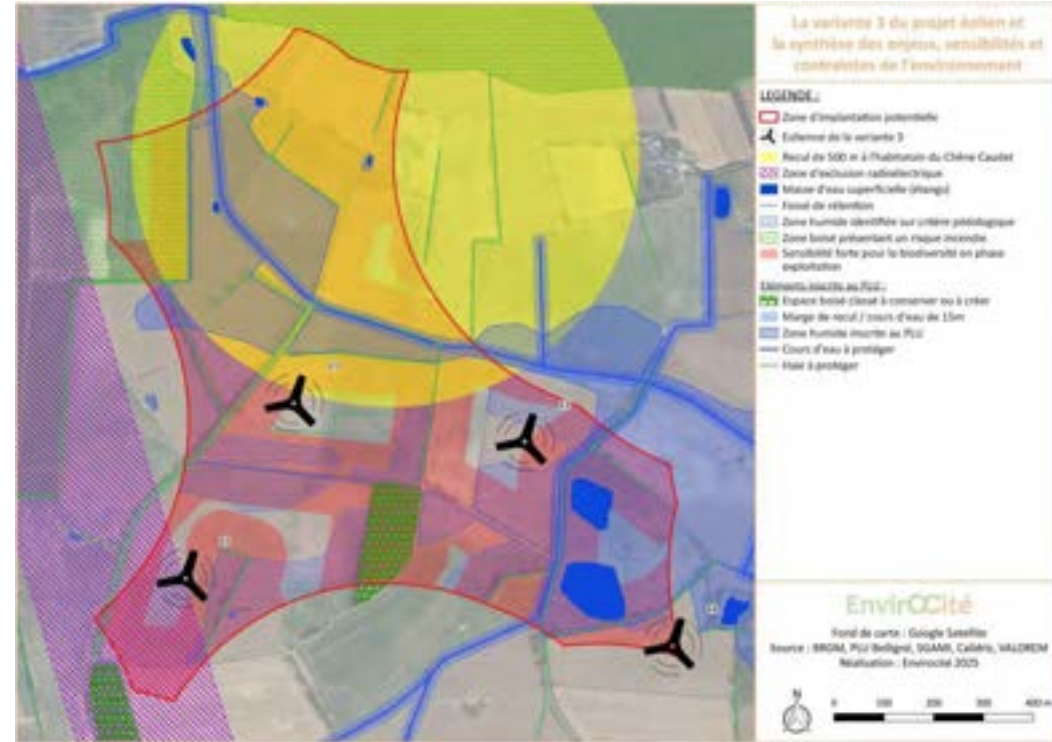 La variante 3 du projet éolien et
la synthèse des enjeux, sensibilités et
contraintes de l'environnement
LEGENDE :
Zone d'implantation potentielle
Eolienne de la variante 3
Recul de 500 m à l'habitation du Chêne Caudet
Zone d'exclusion radioélectrique
Masse d'eau superficielle (étangs)
Fossé de rétention
Zone humide identifiée sur critère pédologique
Zone boisé présentant un risque incendie
Sensibilité forte pour la biodiversité en phase
exploitation
Eléments inscrits au PLU :
Espace boisé classé à conserver ou à créer
Marge de recul / cours d'eau de 15m
Zone humide inscrite au PLU
Cours d'eau à protéger
Haie à protéger
EnvirOCité
Fond de carte : Google Satellite
Source : BRGM, PLU Belligné, SGAMI, Calidris, VALOREM
Réalisation : Envirocité 2025
N
0 100 200 300 400 m